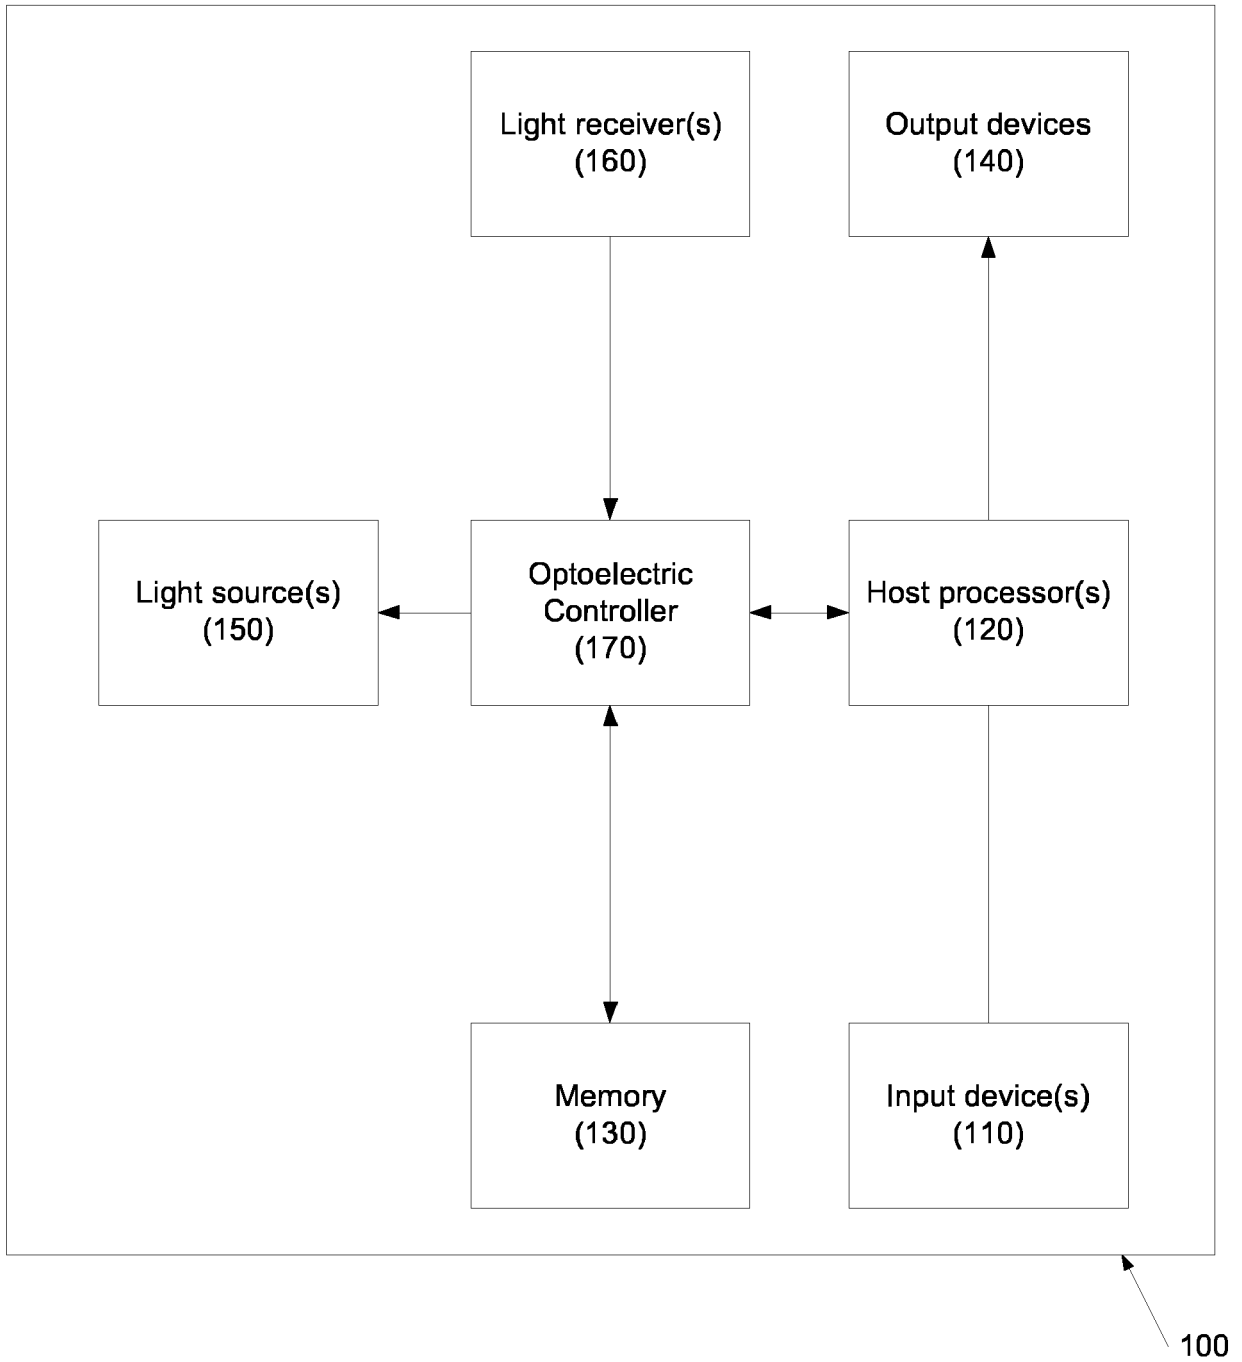 Light receiver(s)
(160)
Output devices
(140)
Light source(s)
(150)
Optoelectric
Controller
(170)
Host processor(s)
(120)
Memory
(130)
Input device(s)
(110)
100